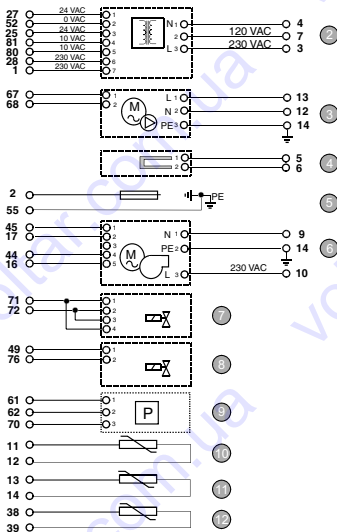 27 24 VAC 1 N 1 4
52 0 VAC 2 120 VAC 2 7
25 24 VAC 3 230 VAC L 3 3
81 10 VAC 4
80 10 VAC 5
28 230 VAC 6
1 230 VAC 7
2
67 1 M L 1 13
68 2 N 2 12
PE 3 14
3
1 5
2 6
4
2 PE
55
5
45 1 M N 1 9
17 2 PE 2 14
3
44 4 L 3 230 VAC 10
16 5
6
71 1
72 2
3
4
7
49 1
76 2
8
61 1 P
62 2
70 3
9
11
12
10
13
14
11
38
39
12
voltar.com.ua